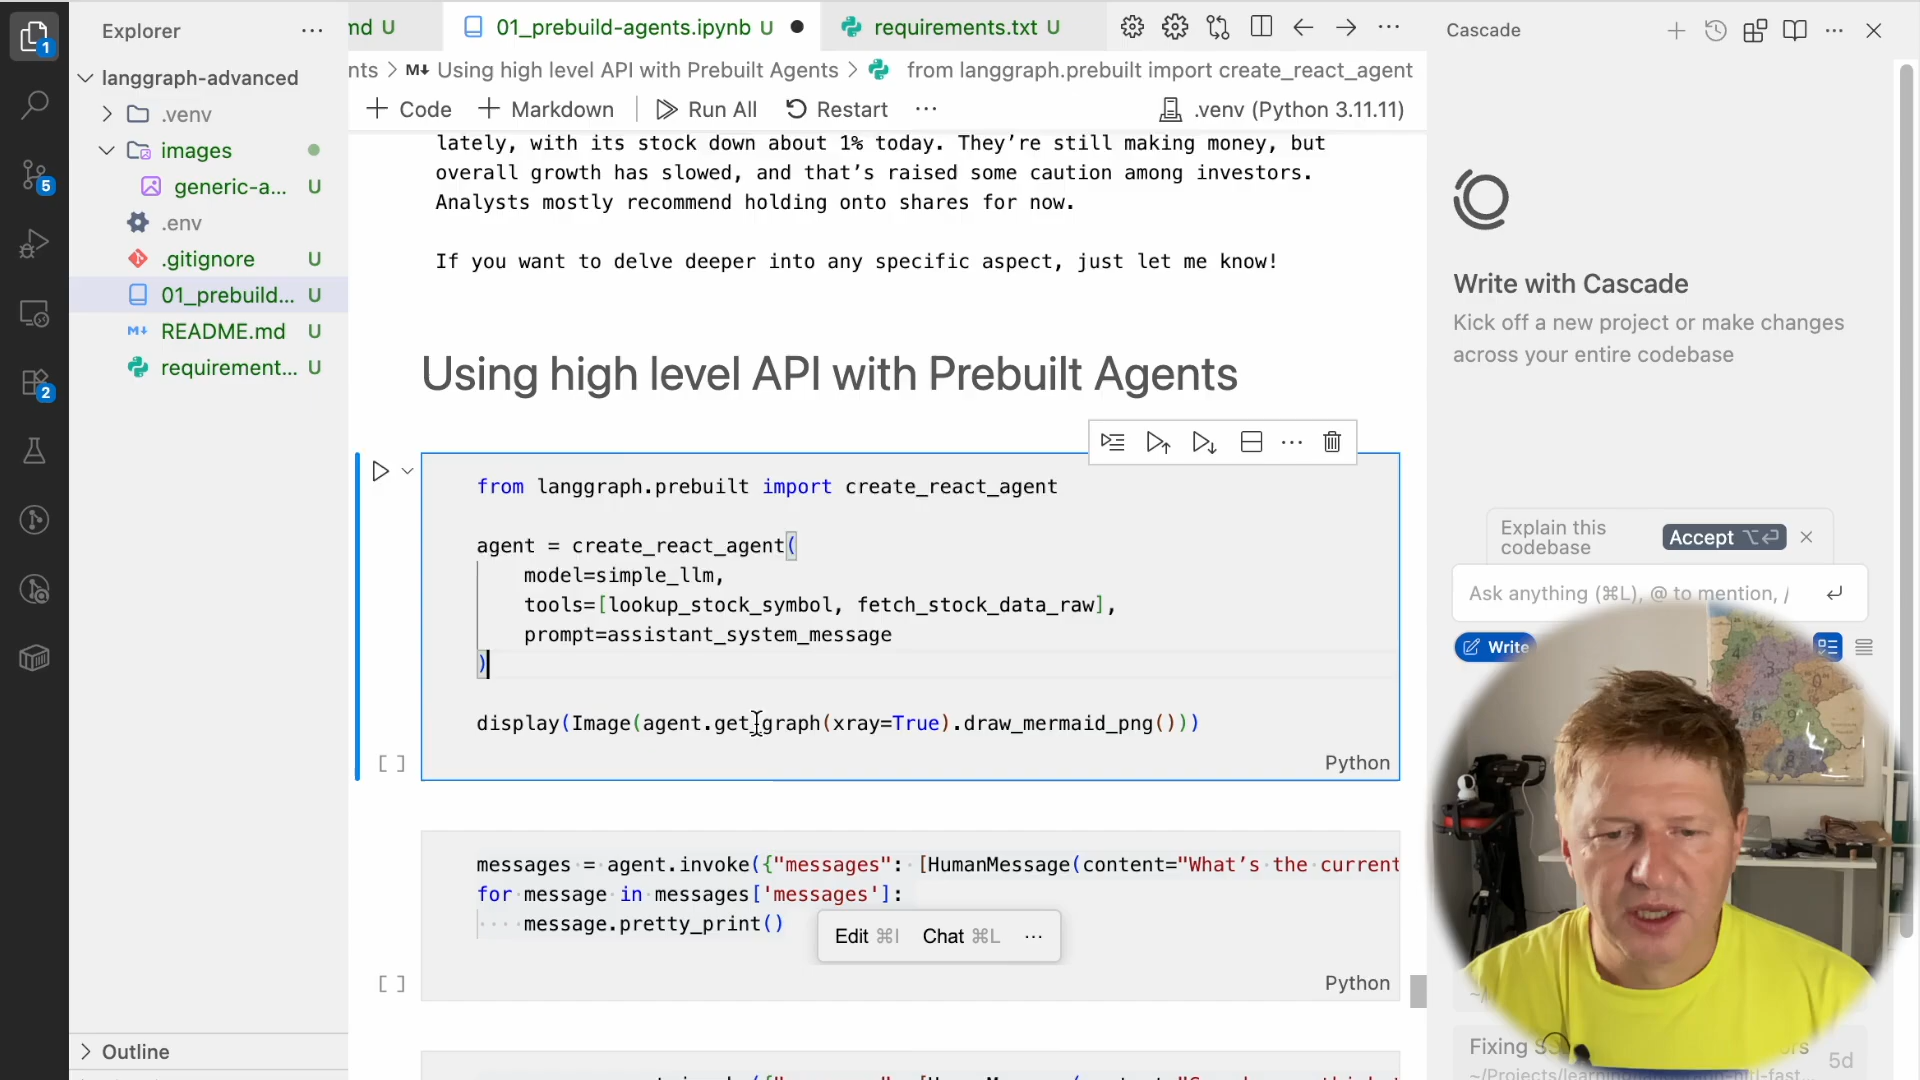 Explorer
langgraph-advanced
.venv
images
generic-a... U
.env
.gitignore U
01_prebuild... U
README.md U
requirement... U
Outline
1
5
2
md U
01_prebuild-agents.ipynb U
requirements.txt U
nts > Using high level API with Prebuilt Agents > from langgraph.prebuilt import create_react_agent
+ Code + Markdown Run All Restart ... .venv (Python 3.11.11)
lately, with its stock down about 1% today. They’re still making money, but
overall growth has slowed, and that’s raised some caution among investors.
Analysts mostly recommend holding onto shares for now.
If you want to delve deeper into any specific aspect, just let me know!
Using high level API with Prebuilt Agents
from langgraph.prebuilt import create_react_agent
agent = create_react_agent(
model=simple_llm,
tools=[lookup_stock_symbol, fetch_stock_data_raw],
prompt=assistant_system_message
)
display(Image(agent.get_graph(xray=True).draw_mermaid_png()))
[ ]
Python
messages = agent.invoke({"messages": [HumanMessage(content="What’s the current
for message in messages['messages']:
message.pretty_print()
Edit ⌘I Chat ⌘L ...
[ ]
Python
Cascade
Write with Cascade
Kick off a new project or make changes
across your entire codebase
Explain this
codebase
Accept ⌥↩
Ask anything (⌘L), @ to mention, /
Write
Fixing
5d